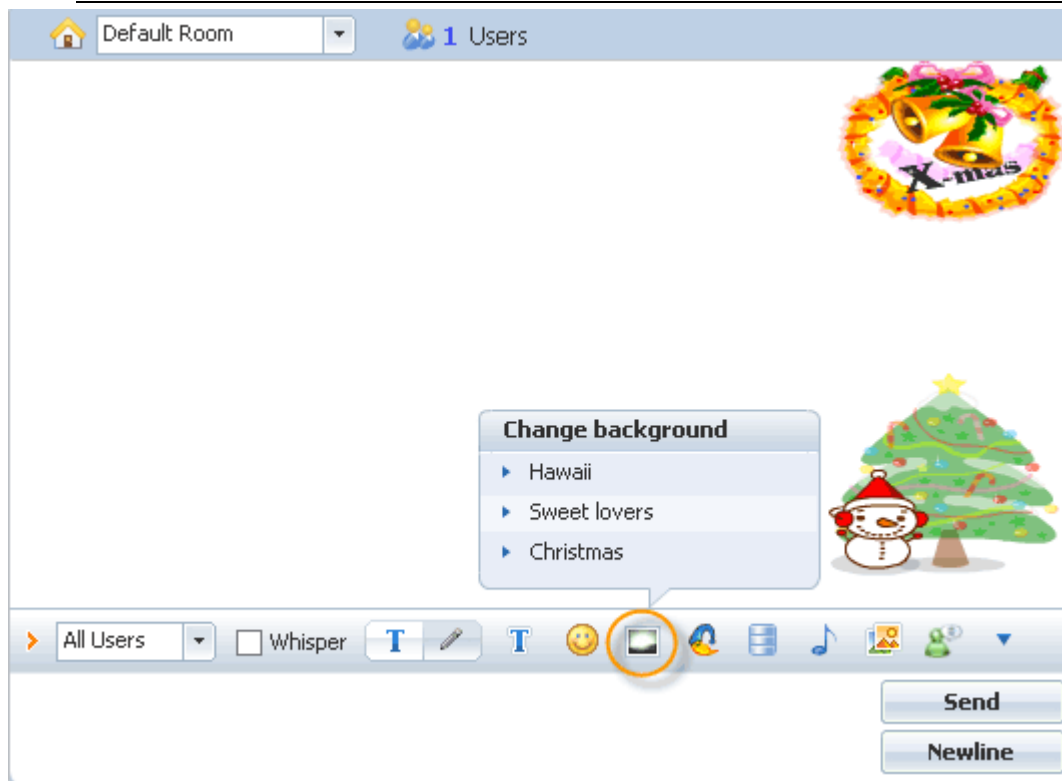 Default Room
1 Users
X-mas
Change background
Hawaii
Sweet lovers
Christmas
All Users Whisper T T
Send
Newline